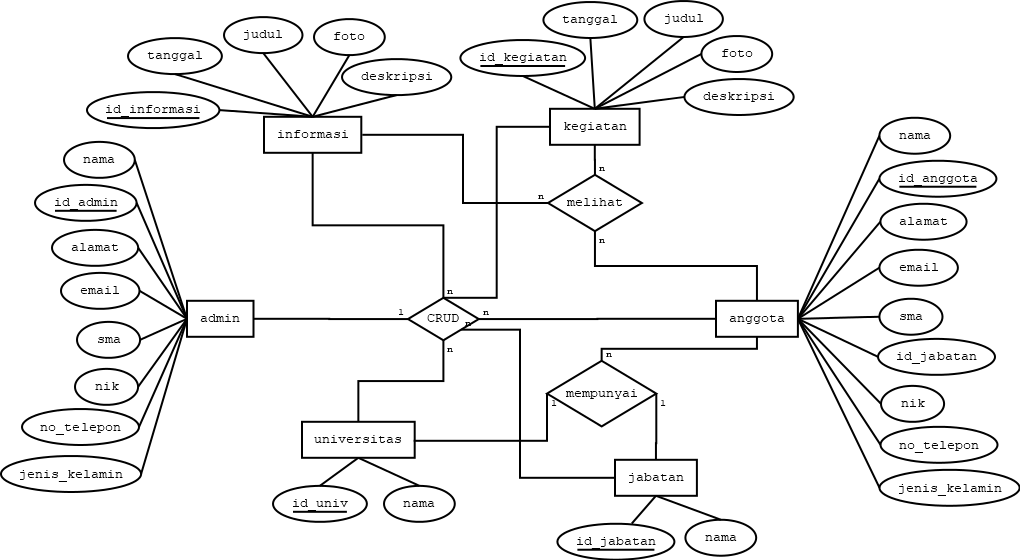 tanggal
judul
foto
deskripsi
id_informasi
informasi
tanggal
judul
id_kegiatan
foto
deskripsi
kegiatan
nama
id_admin
alamat
email
sma
nik
no_telepon
jenis_kelamin
admin
n
n
melihat
n
nama
id_anggota
alamat
email
sma
id_jabatan
nik
no_telepon
jenis_kelamin
anggota
n
1
CRUD
n
n
n
n
mempunyai
1
1
universitas
id_univ
nama
jabatan
id_jabatan
nama